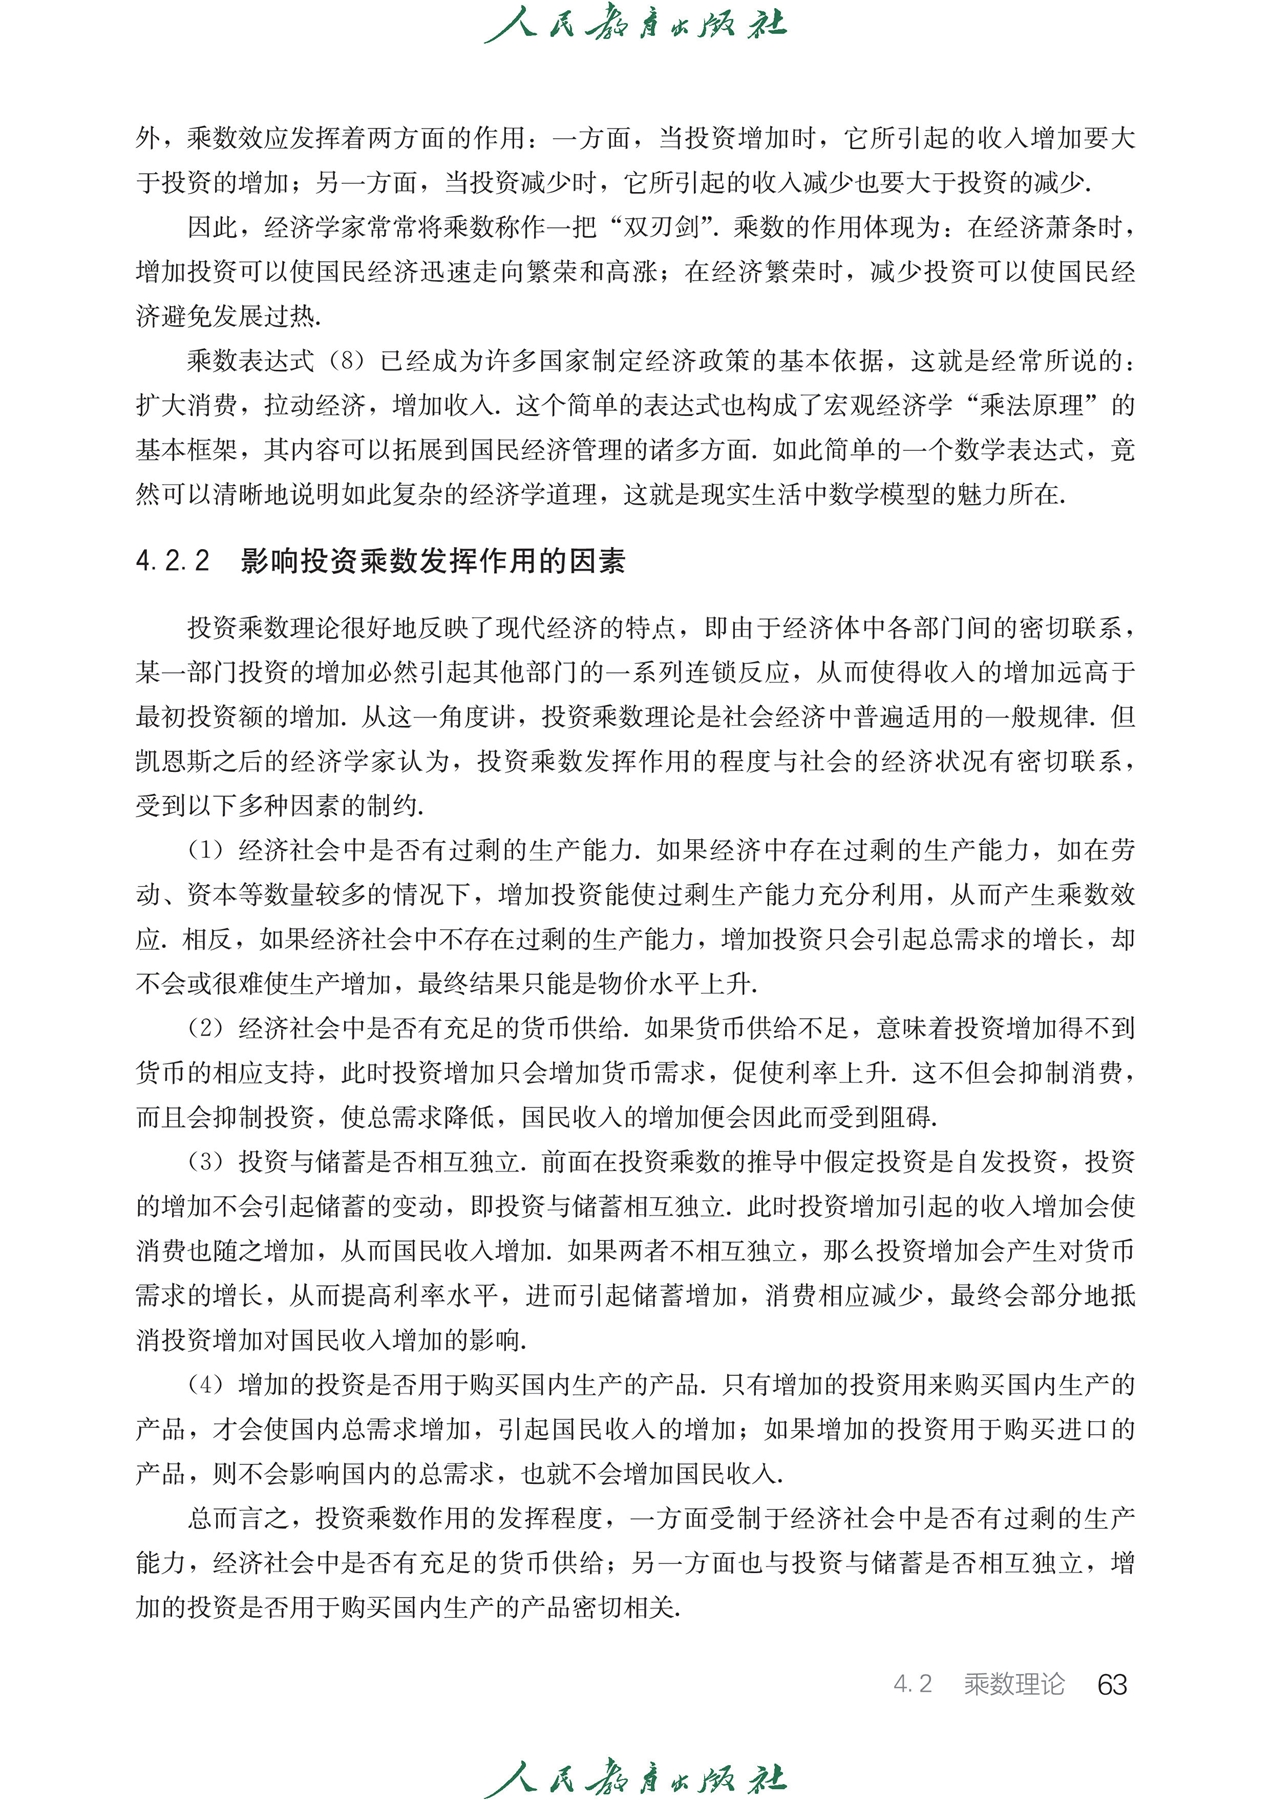 人民教育出版社
外，乘数效应发挥着两方面的作用：一方面，当投资增加时，它所引起的收入增加要大
于投资的增加；另一方面，当投资减少时，它所引起的收入减少也要大于投资的减少．
因此，经济学家常常将乘数称作一把“双刃剑”．乘数的作用体现为：在经济萧条时，
增加投资可以使国民经济迅速走向繁荣和高涨；在经济繁荣时，减少投资可以使国民经
济避免发展过热．
乘数表达式（8）已经成为许多国家制定经济政策的基本依据，这就是经常所说的：
扩大消费，拉动经济，增加收入．这个简单的表达式也构成了宏观经济学“乘法原理”的
基本框架，其内容可以拓展到国民经济管理的诸多方面．如此简单的一个数学表达式，竟
然可以清晰地说明如此复杂的经济学道理，这就是现实生活中数学模型的魅力所在．
4.2.2 影响投资乘数发挥作用的因素
投资乘数理论很好地反映了现代经济的特点，即由于经济体中各部门间的密切联系，
某一部门投资的增加必然引起其他部门的一系列连锁反应，从而使得收入的增加远高于
最初投资额的增加．从这一角度讲，投资乘数理论是社会经济中普遍适用的一般规律．但
凯恩斯之后的经济学家认为，投资乘数发挥作用的程度与社会的经济状况有密切联系，
受到以下多种因素的制约．
（1）经济社会中是否有过剩的生产能力．如果经济中存在过剩的生产能力，如在劳
动、资本等数量较多的情况下，增加投资能使过剩生产能力充分利用，从而产生乘数效
应．相反，如果经济社会中不存在过剩的生产能力，增加投资只会引起总需求的增长，却
不会或很难使生产增加，最终结果只能是物价水平上升．
（2）经济社会中是否有充足的货币供给．如果货币供给不足，意味着投资增加得不到
货币的相应支持，此时投资增加只会增加货币需求，促使利率上升．这不但会抑制消费，
而且会抑制投资，使总需求降低，国民收入的增加便会因此而受到阻碍．
（3）投资与储蓄是否相互独立．前面在投资乘数的推导中假定投资是自发投资，投资
的增加不会引起储蓄的变动，即投资与储蓄相互独立．此时投资增加引起的收入增加会使
消费也随之增加，从而国民收入增加．如果两者不相互独立，那么投资增加会产生对货币
需求的增长，从而提高利率水平，进而引起储蓄增加，消费相应减少，最终会部分地抵
消投资增加对国民收入增加的影响．
（4）增加的投资是否用于购买国内生产的产品．只有增加的投资用来购买国内生产的
产品，才会使国内总需求增加，引起国民收入的增加；如果增加的投资用于购买进口的
产品，则不会影响国内的总需求，也就不会增加国民收入．
总而言之，投资乘数作用的发挥程度，一方面受制于经济社会中是否有过剩的生产
能力，经济社会中是否有充足的货币供给；另一方面也与投资与储蓄是否相互独立，增
加的投资是否用于购买国内生产的产品密切相关．
4.2 乘数理论 63
人民教育出版社